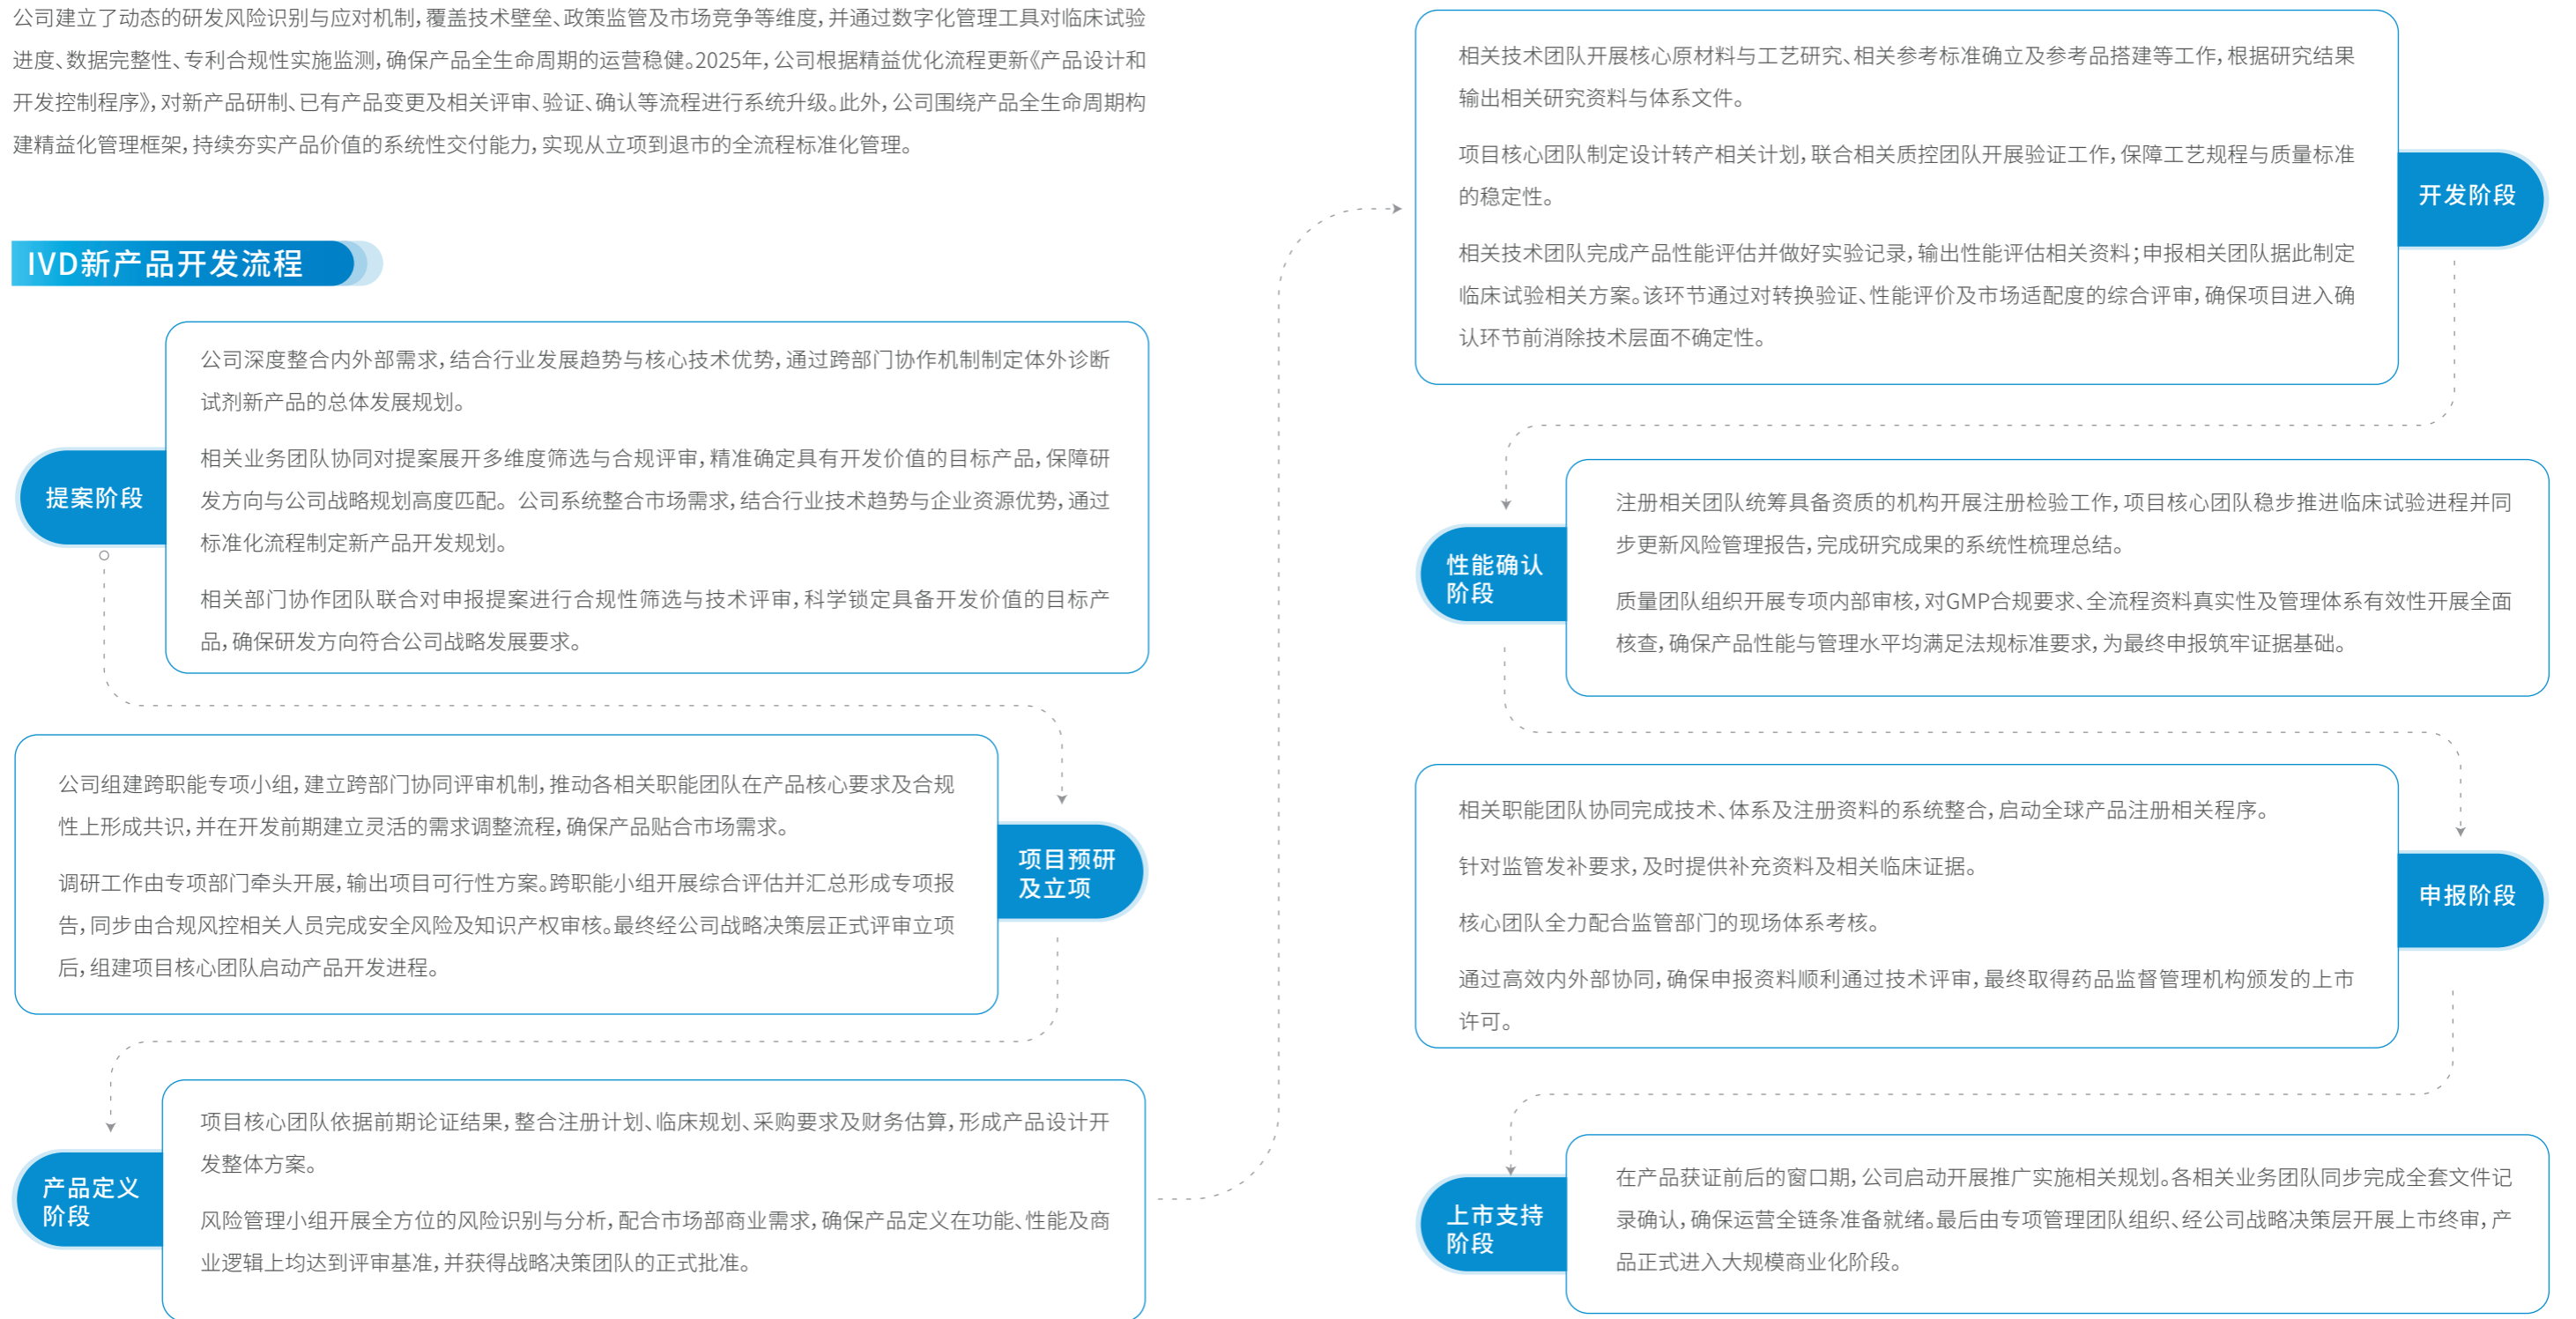 公司建立了动态的研发风险识别与应对机制，覆盖技术壁垒、政策监管及市场竞争等维度，并通过数字化管理工具对临床试验
进度、数据完整性、专利合规性实施监测，确保产品全生命周期的运营稳健。2025年，公司根据精益优化流程更新《产品设计和
开发控制程序》，对新产品研制、已有产品变更及相关评审、验证、确认等流程进行系统升级。此外，公司围绕产品全生命周期构
建精益化管理框架，持续夯实产品价值的系统性交付能力，实现从立项到退市的全流程标准化管理。
IVD新产品开发流程
提案阶段
公司深度整合内外部需求，结合行业发展趋势与核心技术优势，通过跨部门协作机制制定体外诊断
试剂新产品的总体发展规划。
相关业务团队协同对提案展开多维度筛选与合规评审，精准确定具有开发价值的目标产品，保障研
发方向与公司战略规划高度匹配。公司系统整合市场需求，结合行业技术趋势与企业资源优势，通过
标准化流程制定新产品开发规划。
相关部门协作团队联合对申报提案进行合规性筛选与技术评审，科学锁定具备开发价值的目标产
品，确保研发方向符合公司战略发展要求。
项目预研
及立项
公司组建跨职能专项小组，建立跨部门协同评审机制，推动各相关职能团队在产品核心要求及合规
性上形成共识，并在开发前期建立灵活的需求调整流程，确保产品贴合市场需求。
调研工作由专项部门牵头开展，输出项目可行性方案。跨职能小组开展综合评估并汇总形成专项报
告，同步由合规风控相关人员完成安全风险及知识产权审核。最终经公司战略决策层正式评审立项
后，组建项目核心团队启动产品开发进程。
产品定义
阶段
项目核心团队依据前期论证结果，整合注册计划、临床规划、采购要求及财务估算，形成产品设计开
发整体方案。
风险管理小组开展全方位的风险识别与分析，配合市场部商业需求，确保产品定义在功能、性能及商
业逻辑上均达到评审基准，并获得战略决策团队的正式批准。
开发阶段
相关技术团队开展核心原材料与工艺研究、相关参考标准确立及参考品搭建等工作，根据研究结果
输出相关研究资料与体系文件。
项目核心团队制定设计转产相关计划，联合相关质控团队开展验证工作，保障工艺规程与质量标准
的稳定性。
相关技术团队完成产品性能评估并做好实验记录，输出性能评估相关资料；申报相关团队据此制定
临床试验相关方案。该环节通过对转换验证、性能评价及市场适配度的综合评审，确保项目进入确
认环节前消除技术层面不确定性。
性能确认
阶段
注册相关团队统筹具备资质的机构开展注册检验工作，项目核心团队稳步推进临床试验进程并同
步更新风险管理报告，完成研究成果的系统性梳理总结。
质量团队组织开展专项内部审核，对GMP合规要求、全流程资料真实性及管理体系有效性开展全面
核查，确保产品性能与管理水平均满足法规标准要求，为最终申报筑牢证据基础。
申报阶段
相关职能团队协同完成技术、体系及注册资料的系统整合，启动全球产品注册相关程序。
针对监管发补要求，及时提供补充资料及相关临床证据。
核心团队全力配合监管部门的现场体系考核。
通过高效内外部协同，确保申报资料顺利通过技术评审，最终取得药品监督管理机构颁发的上市
许可。
上市支持
阶段
在产品获证前后的窗口期，公司启动开展推广实施相关规划。各相关业务团队同步完成全套文件记
录确认，确保运营全链条准备就绪。最后由专项管理团队组织、经公司战略决策层开展上市终审，产
品正式进入大规模商业化阶段。